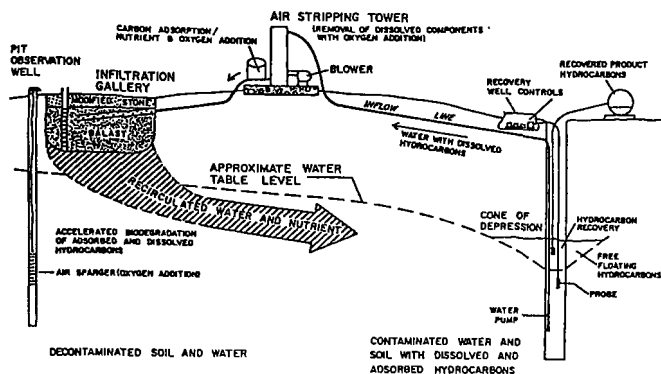 AIR STRIPPING TOWER
(REMOVAL OF DISSOLVED COMPONENTS
WITH OXYGEN ADDITION)
CARBON ADSORPTION/
NUTRIENT & OXYGEN ADDITION
BLOWER
PIT
OBSERVATION
WELL
INFILTRATION
GALLERY
MODIFIED STONE
BALAST
RECOVERED PRODUCT
HYDROCARBONS
RECOVERY
WELL CONTROLS
INFLOW LINE
WATER WITH DISSOLVED
HYDROCARBONS
APPROXIMATE WATER
TABLE LEVEL
RECIRCULATED WATER AND NUTRIENT
CONE OF
DEPRESSION
HYDROCARBON
RECOVERY
FREE
FLOATING
HYDROCARBONS
PROBE
WATER
PUMP
ACCELERATED BIODEGRADATION
OF ADSORBED AND DISSOLVED
HYDROCARBONS
AIR SPARGER (OXYGEN ADDITION)
DECONTAMINATED SOIL AND WATER
CONTAMINATED WATER AND
SOIL WITH DISSOLVED AND
ADSORBED HYDROCARBONS